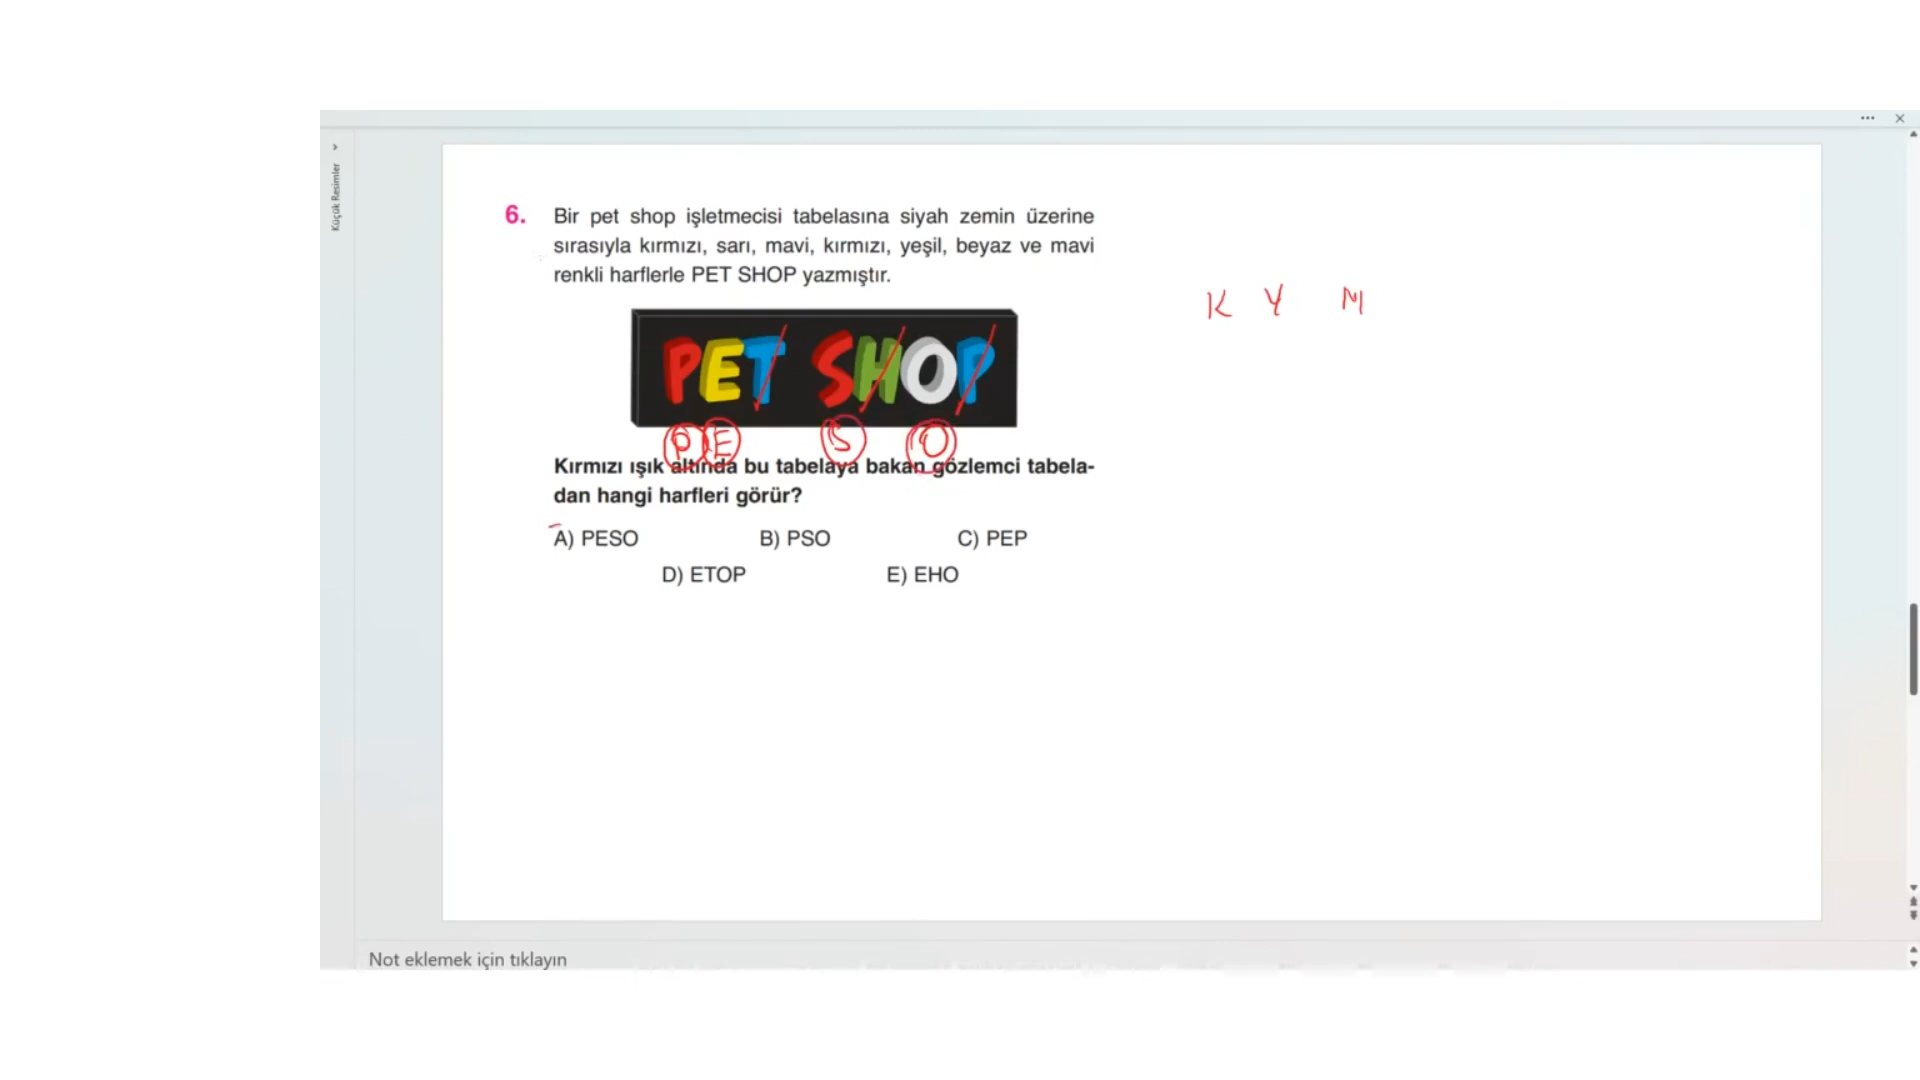 Küçük Resimler
6. Bir pet shop işletmecisi tabelasına siyah zemin üzerine
sırasıyla kırmızı, sarı, mavi, kırmızı, yeşil, beyaz ve mavi
renkli harflerle PET SHOP yazmıştır.
K Y M
PET SHOP
P E S O
Kırmızı ışık altında bu tabelaya bakan gözlemci tabela-
dan hangi harfleri görür?
A) PESO B) PSO C) PEP
D) ETOP E) EHO
Not eklemek için tıklayın